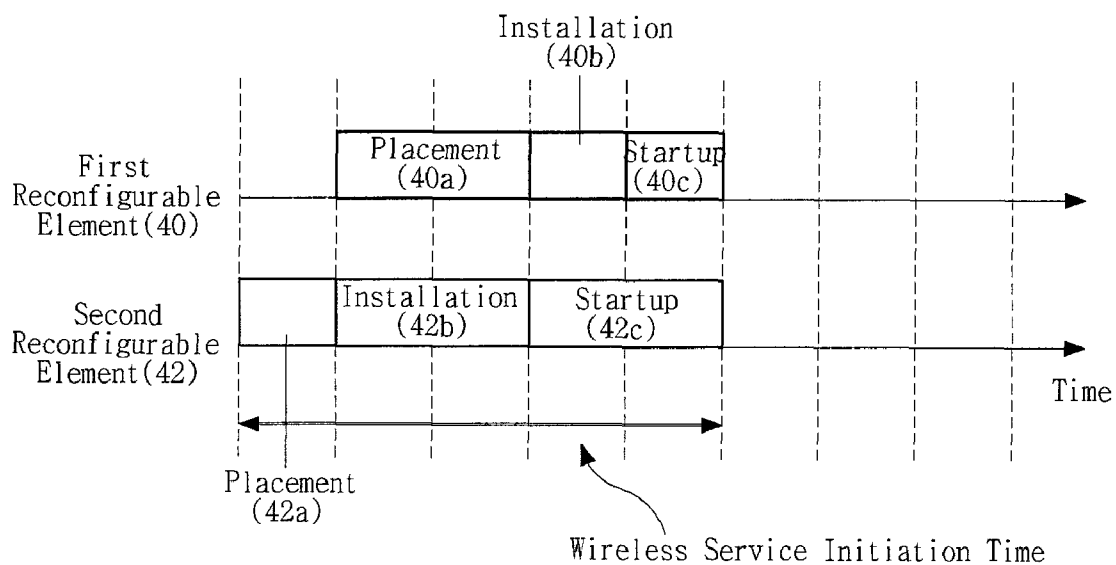 Installation
(40b)
First
Reconfigurable
Element(40)
Placement
(40a)
Startup
(40c)
Second
Reconfigurable
Element(42)
Installation
(42b)
Startup
(42c)
Time
Placement
(42a)
Wireless Service Initiation Time